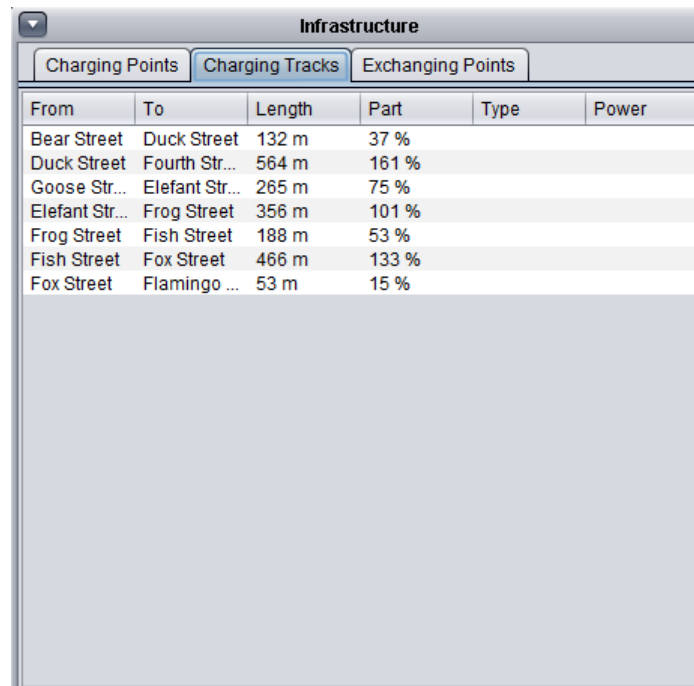 Infrastructure
Charging Points Charging Tracks Exchanging Points
From To Length Part Type Power
Bear Street Duck Street 132 m 37 %
Duck Street Fourth Str... 564 m 161 %
Goose Str... Elefant Str... 265 m 75 %
Elefant Str... Frog Street 356 m 101 %
Frog Street Fish Street 188 m 53 %
Fish Street Fox Street 466 m 133 %
Fox Street Flamingo ... 53 m 15 %